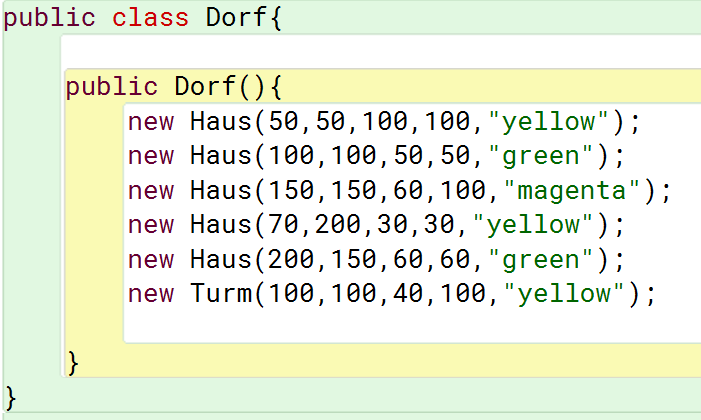 public class Dorf{
public Dorf(){
new Haus(50,50,100,100,"yellow");
new Haus(100,100,50,50,"green");
new Haus(150,150,60,100,"magenta");
new Haus(70,200,30,30,"yellow");
new Haus(200,150,60,60,"green");
new Turm(100,100,40,100,"yellow");
}
}